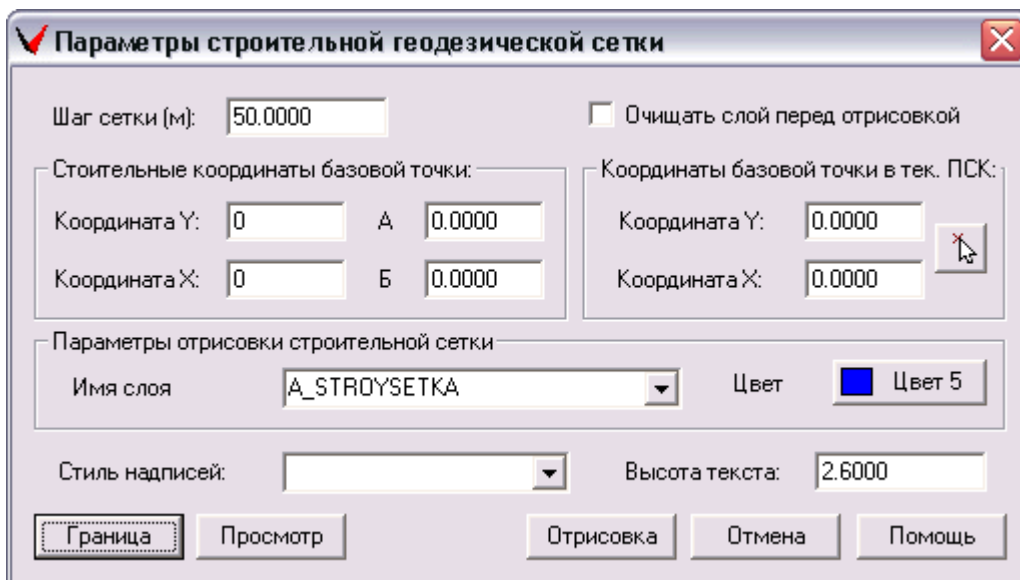 Параметры строительной геодезической сетки
Шаг сетки (м): 50.0000 Очищать слой перед отрисовкой
Стоительные координаты базовой точки: Координаты базовой точки в тек. ПСК:
Координата Y: 0 А 0.0000 Координата Y: 0.0000
Координата X: 0 Б 0.0000 Координата X: 0.0000
Параметры отрисовки строительной сетки
Имя слоя A_STROYSETKA Цвет Цвет 5
Стиль надписей: Высота текста: 2.6000
Граница Просмотр Отрисовка Отмена Помощь